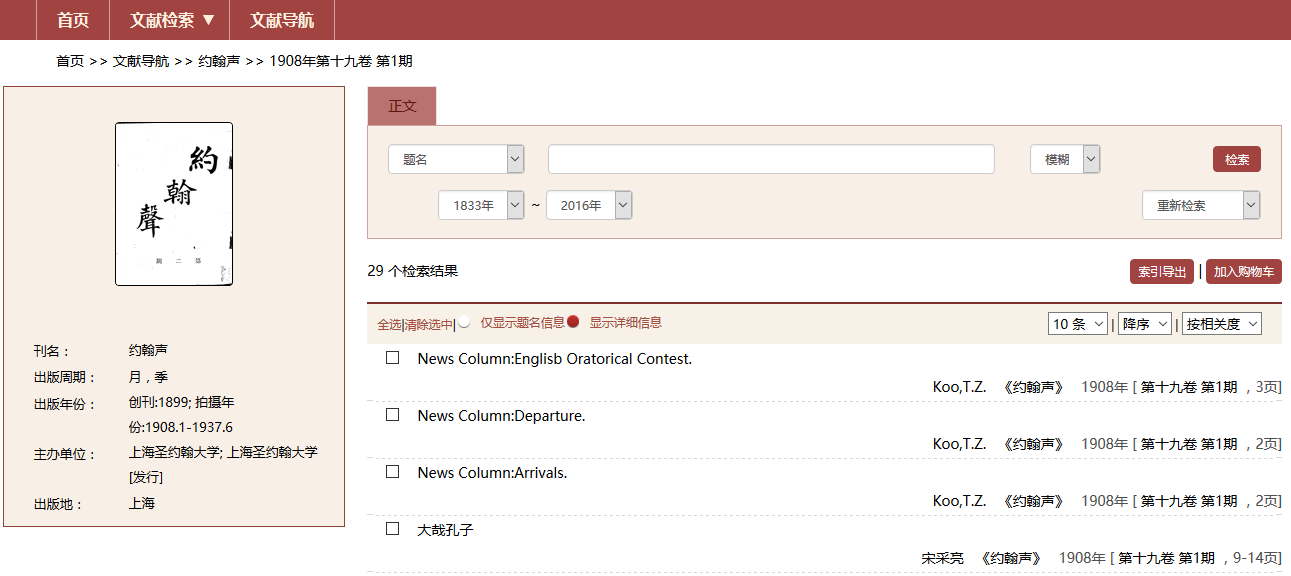 首页 文献检索 ▼ 文献导航
首页 >> 文献导航 >> 约翰声 >> 1908年第十九卷 第1期
約
翰
聲
刊名：  约翰声
出版周期：  月，季
出版年份：  创刊:1899; 拍摄年
份:1908.1-1937.6
主办单位：  上海圣约翰大学; 上海圣约翰大学
[发行]
出版地：  上海
正文
题名 模糊 检索
1833年 ~ 2016年 重新检索
29 个检索结果 索引导出 | 加入购物车
全选|清除选中| 仅显示题名信息 显示详细信息 10 条 | 降序 | 按相关度
News Column:Englisb Oratorical Contest.
Koo,T.Z. 《约翰声》 1908年 [ 第十九卷 第1期 ，3页]
News Column:Departure.
Koo,T.Z. 《约翰声》 1908年 [ 第十九卷 第1期 ，2页]
News Column:Arrivals.
Koo,T.Z. 《约翰声》 1908年 [ 第十九卷 第1期 ，2页]
大哉孔子
宋采亮 《约翰声》 1908年 [ 第十九卷 第1期 ，9-14页]